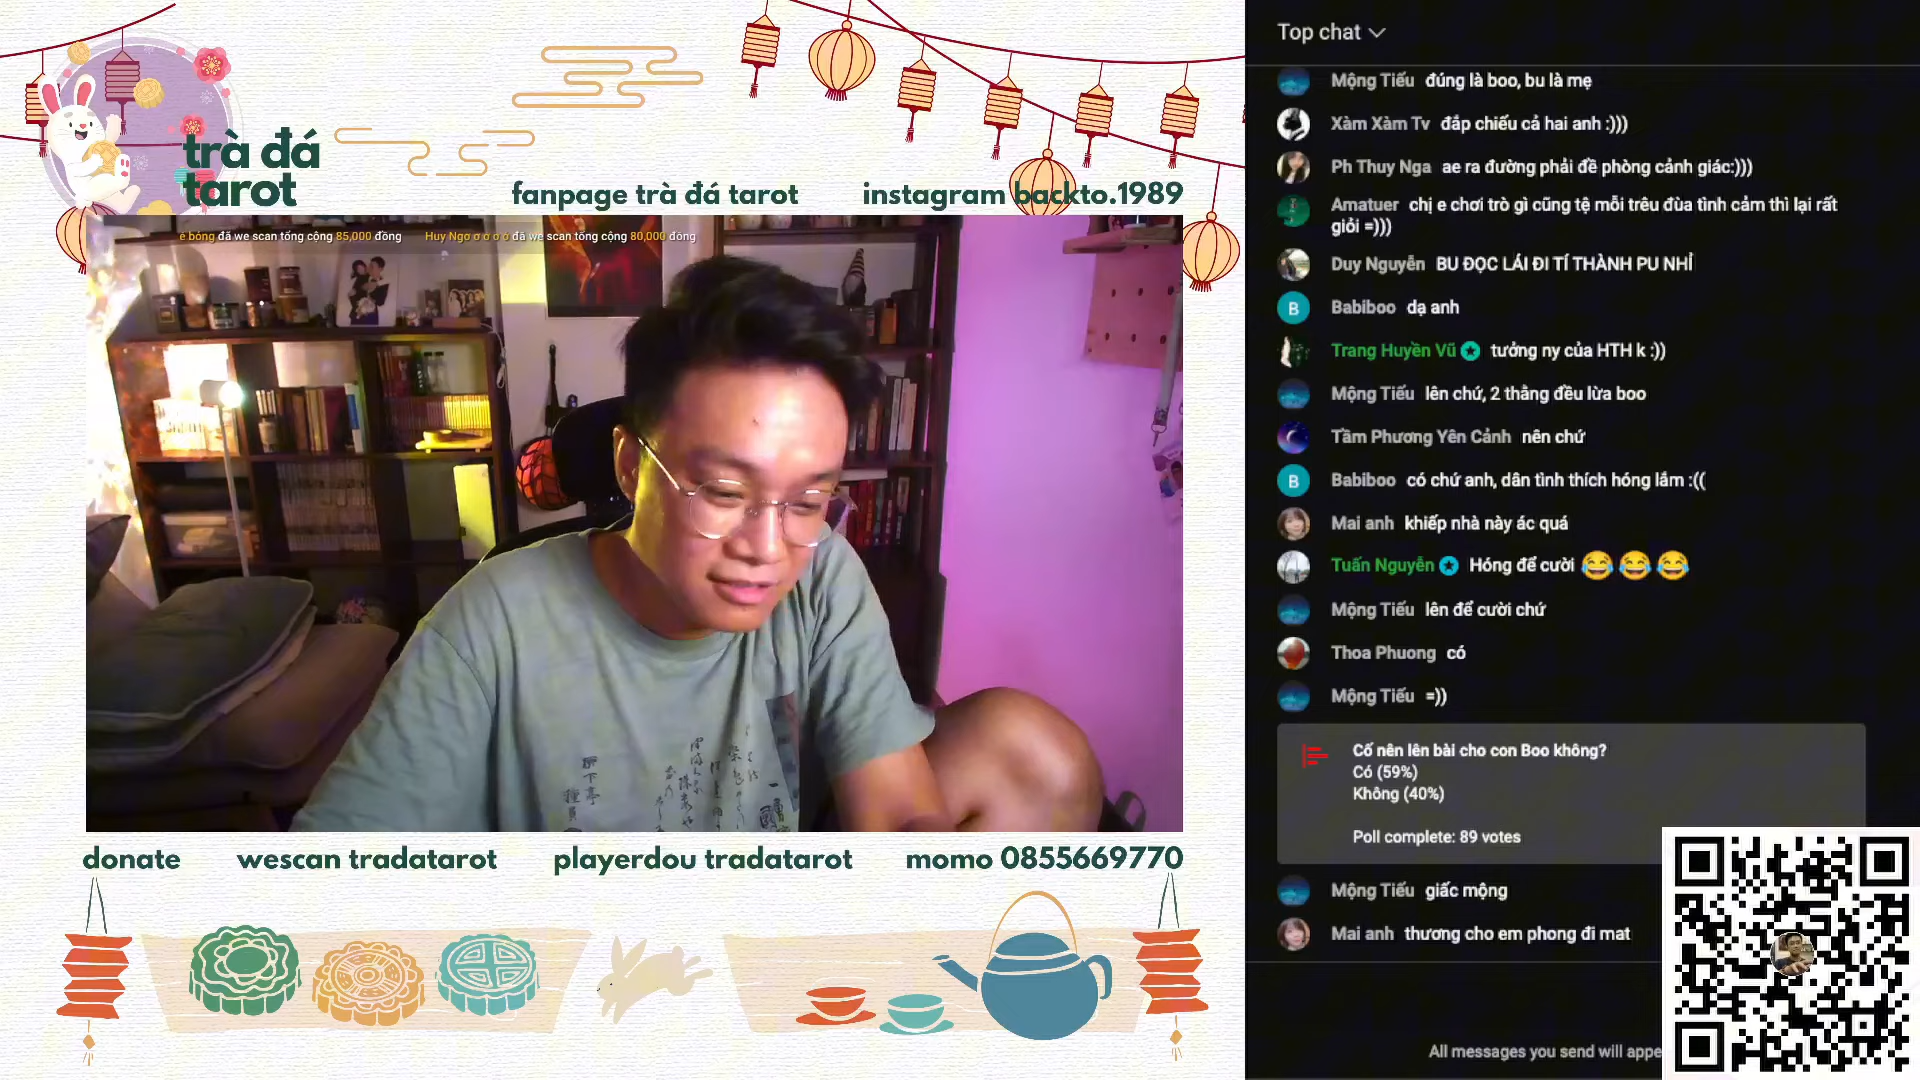 trà đá
tarot
fanpage trà đá tarot
instagram backto.1989
é bóng đã we scan tổng cộng 85,000 đồng
Huy Ngơ ơ ơ ơ ơ đã we scan tổng cộng 80,000 đồng
donate
wescan tradatarot
playerdou tradatarot
momo 0855669770
Top chat
Mộng Tiếu đúng là boo, bu là mẹ
Xàm Xàm Tv đắp chiếu cả hai anh :)))
Ph Thuy Nga ae ra đường phải đề phòng cảnh giác:)))
Amatuer chị e chơi trò gì cũng tệ mỗi trêu đùa tình cảm thì lại rất
giỏi =)))
Duy Nguyễn BU ĐỌC LÁI ĐI TÍ THÀNH PU NHỈ
B Babiboo dạ anh
Trang Huyền Vũ tưởng ny của HTH k :))
Mộng Tiếu lên chứ, 2 thằng đều lừa boo
Tầm Phương Yên Cảnh nên chứ
B Babiboo có chứ anh, dân tình thích hóng lắm :((
Mai anh khiếp nhà này ác quá
Tuấn Nguyễn Hóng để cười 😂😂😂
Mộng Tiếu lên để cười chứ
Thoa Phuong có
Mộng Tiếu =))
Cố nên lên bài cho con Boo không?
Có (59%)
Không (40%)
Poll complete: 89 votes
Mộng Tiếu giấc mộng
Mai anh thương cho em phong đi mat
All messages you send will appe